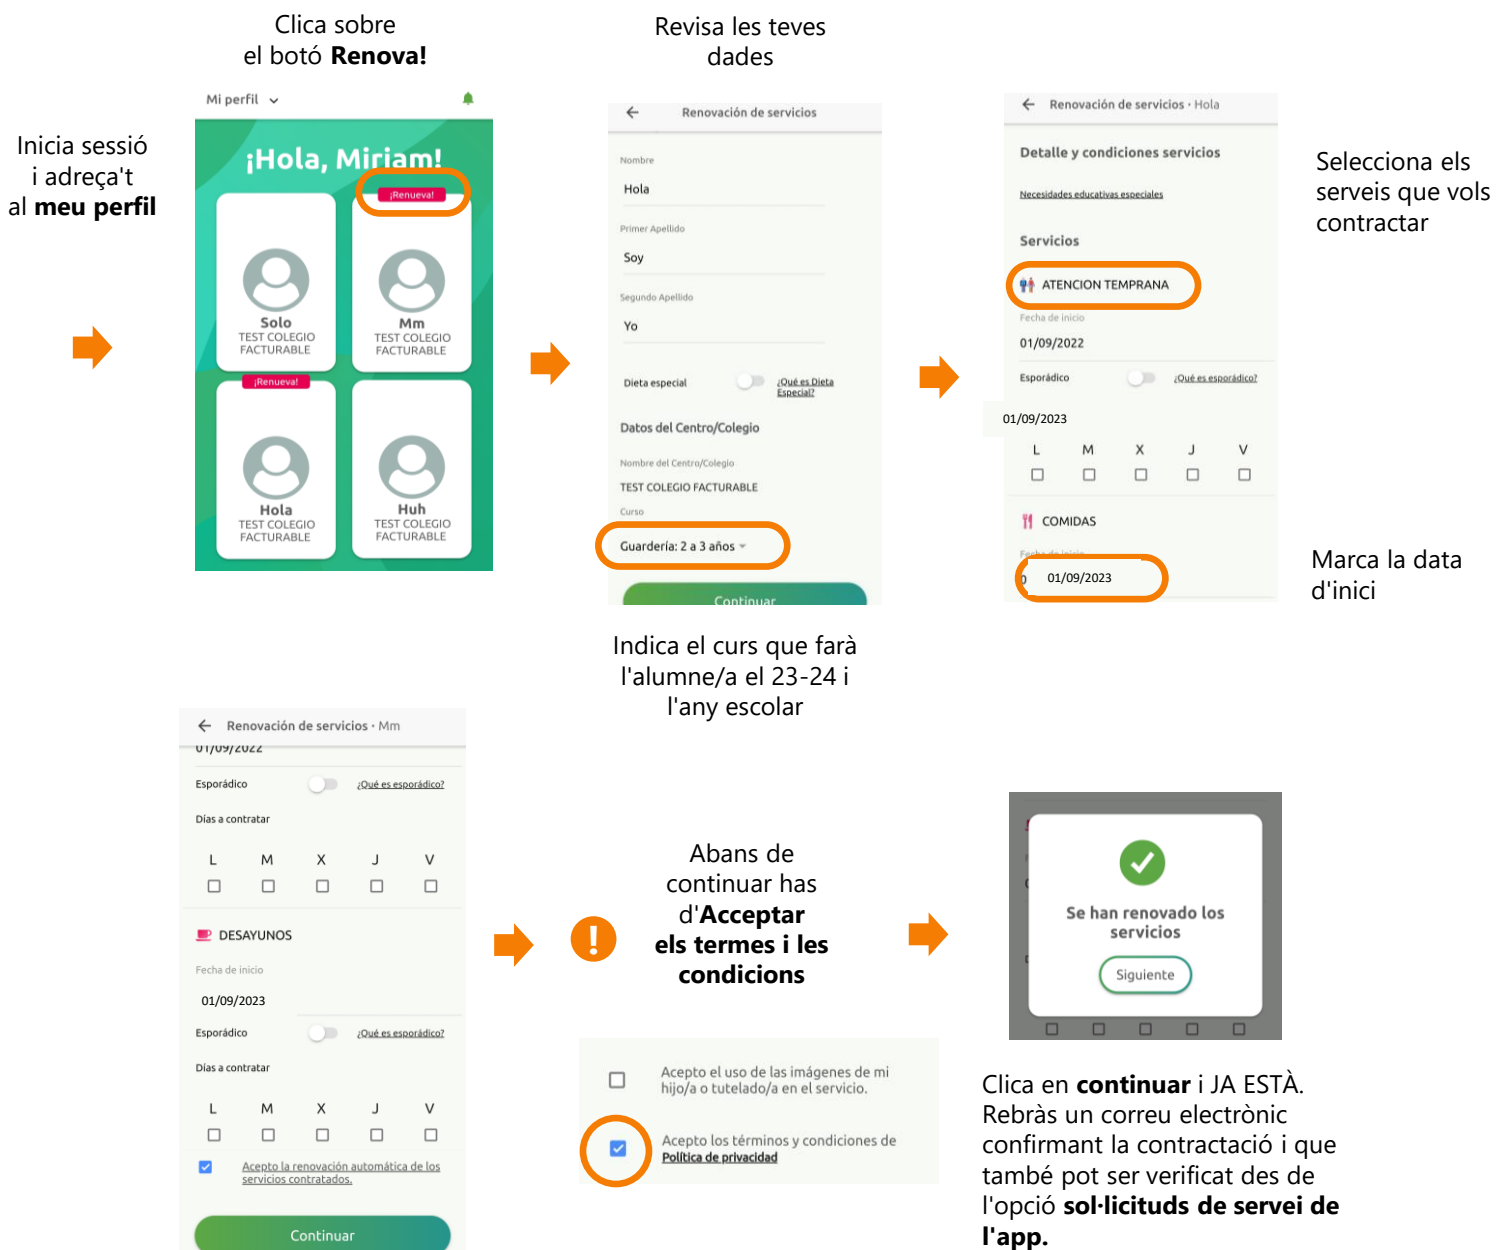 Clica sobre
el botó Renova!
Revisa les teves
dades
Inicia sessió
i adreça't
al meu perfil
Mi perfil
¡Hola, Miriam!
¡Renueva!
Solo
TEST COLEGIO
FACTURABLE
Mm
TEST COLEGIO
FACTURABLE
¡Renueva!
Hola
TEST COLEGIO
FACTURABLE
Huh
TEST COLEGIO
FACTURABLE
Renovación de servicios
Nombre
Hola
Primer Apellido
Soy
Segundo Apellido
Yo
Dieta especial
¿Qué es Dieta
Especial?
Datos del Centro/Colegio
Nombre del Centro/Colegio
TEST COLEGIO FACTURABLE
Curso
Guardería: 2 a 3 años
Continuar
Indica el curs que farà
l'alumne/a el 23-24 i
l'any escolar
Renovación de servicios · Hola
Detalle y condiciones servicios
Necesidades educativas especiales
Servicios
ATENCION TEMPRANA
Fecha de inicio
01/09/2022
Esporádico ¿Qué es esporádico?
01/09/2023
L M X J V
COMIDAS
Fecha de inicio
0 01/09/2023
Selecciona els
serveis que vols
contractar
Marca la data
d'inici
Renovación de servicios · Mm
01/09/2022
Esporádico ¿Qué es esporádico?
Días a contratar
L M X J V
DESAYUNOS
Fecha de inicio
01/09/2023
Esporádico ¿Qué es esporádico?
Días a contratar
L M X J V
Acepto la renovación automática de los
servicios contratados.
Continuar
!
Abans de
continuar has
d'Acceptar
els termes i les
condicions
Acepto el uso de las imágenes de mi
hijo/a o tutelado/a en el servicio.
Acepto los términos y condiciones de
Política de privacidad
Se han renovado los
servicios
Siguiente
Clica en continuar i JA ESTÀ.
Rebràs un correu electrònic
confirmant la contractació i que
també pot ser verificat des de
l'opció sol·licituds de servei de
l'app.